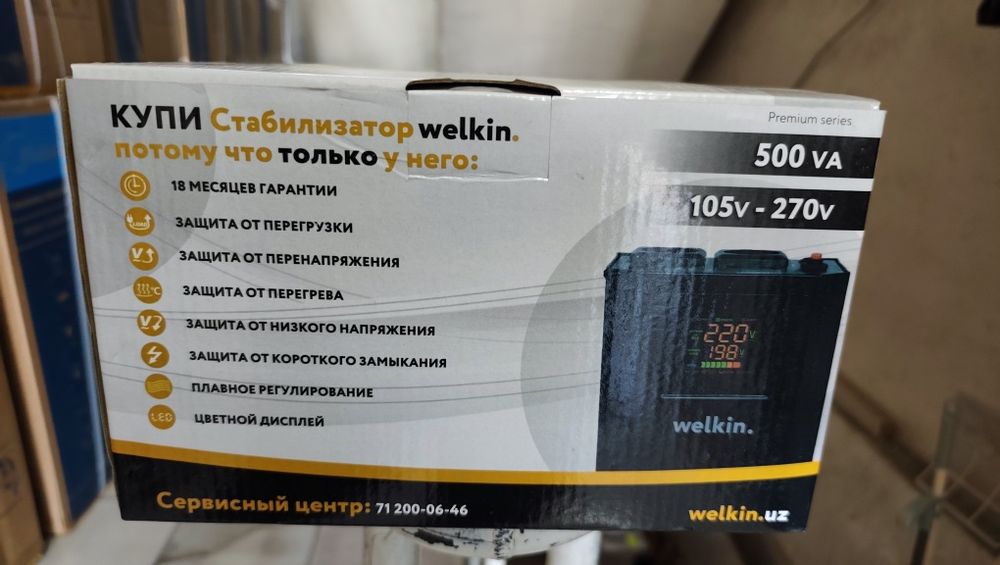 КУПИ Стабилизатор welkin.
потому что только у него:
18 МЕСЯЦЕВ ГАРАНТИИ
LOAD
ЗАЩИТА ОТ ПЕРЕГРУЗКИ
V
ЗАЩИТА ОТ ПЕРЕНАПРЯЖЕНИЯ
°C
ЗАЩИТА ОТ ПЕРЕГРЕВА
V
ЗАЩИТА ОТ НИЗКОГО НАПРЯЖЕНИЯ
ЗАЩИТА ОТ КОРОТКОГО ЗАМЫКАНИЯ
ПЛАВНОЕ РЕГУЛИРОВАНИЕ
LED
ЦВЕТНОЙ ДИСПЛЕЙ
Сервисный центр: 71 200-06-46
Premium series
500 VA
105v - 270v
220 V
198 V
welkin.
welkin.uz